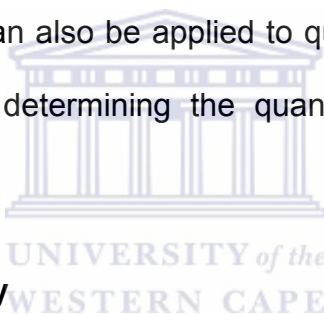 an also be applied to qu
determining the quan
UNIVERSITY of the
WESTERN CAPE